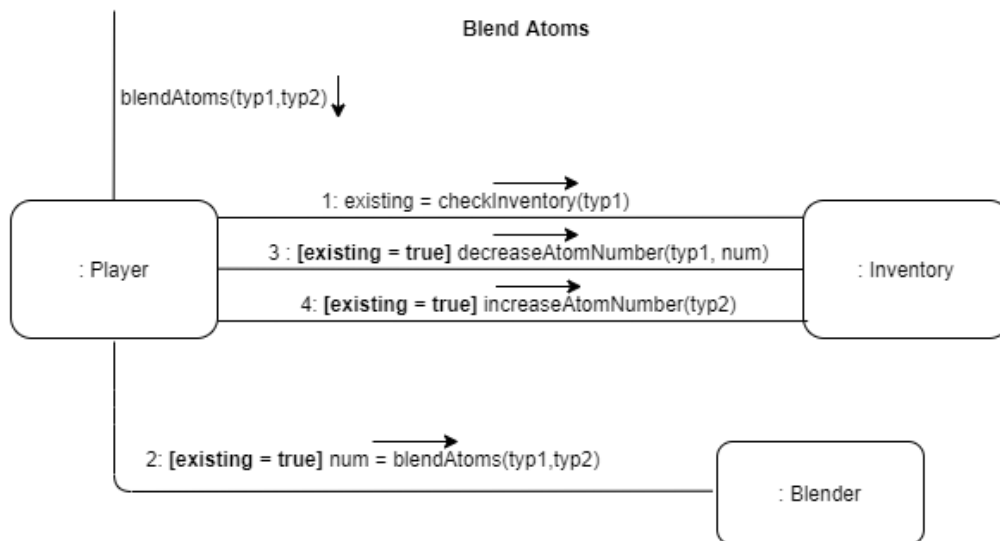 Blend Atoms
blendAtoms(typ1,typ2)
1: existing = checkInventory(typ1)
3 : [existing = true] decreaseAtomNumber(typ1, num)
: Player
: Inventory
4: [existing = true] increaseAtomNumber(typ2)
2: [existing = true] num = blendAtoms(typ1,typ2)
: Blender